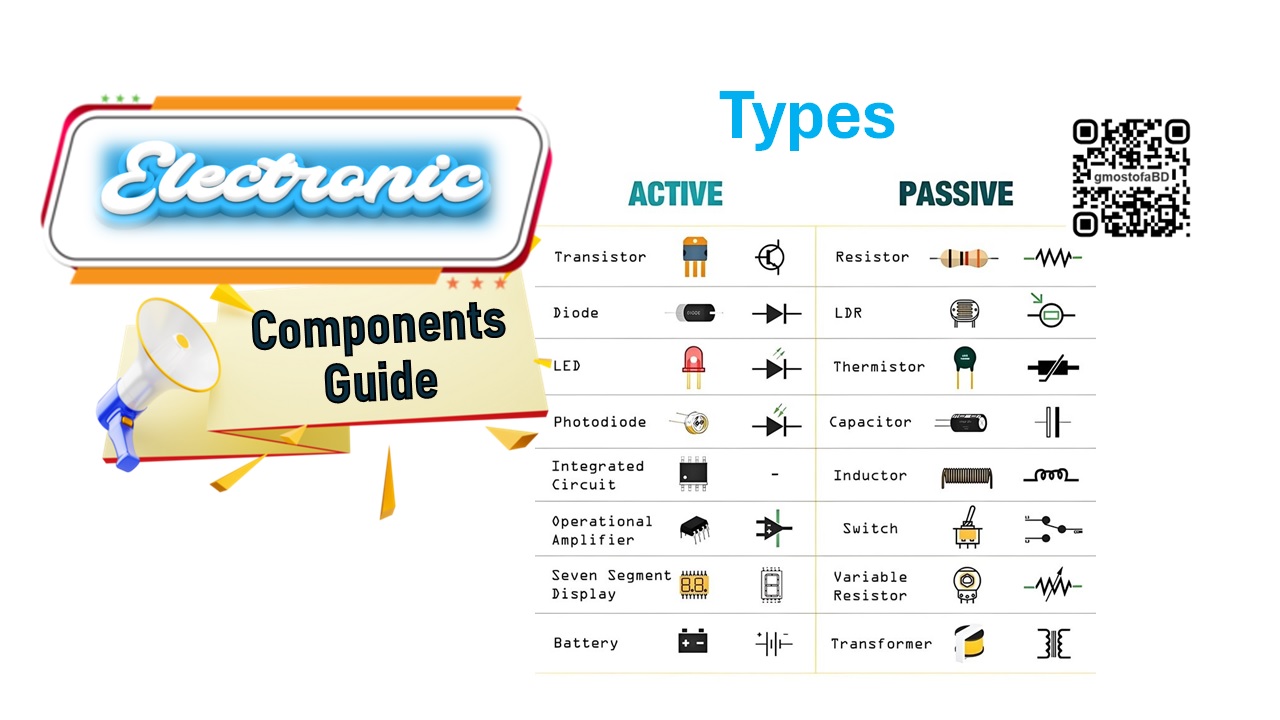 Electronic
Components
Guide
Types
gmostofaBD
ACTIVE
PASSIVE
Transistor
Resistor
Diode
DIODE
LDR
LED
Thermistor
Photodiode
Capacitor
Integrated
Circuit
-
Inductor
Operational
Amplifier
Switch
Seven Segment
Display
8.8.
Variable
Resistor
Battery
+ -
+ -
Transformer